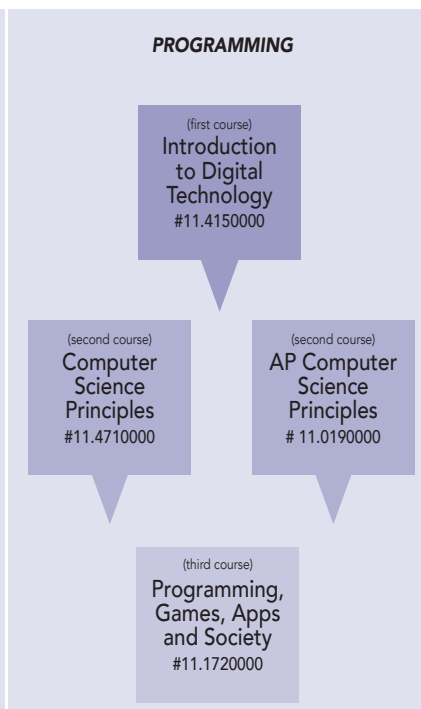 PROGRAMMING
(first course)
Introduction
to Digital
Technology
#11.4150000
(second course)
Computer
Science
Principles
#11.4710000
(second course)
AP Computer
Science
Principles
# 11.0190000
(third course)
Programming,
Games, Apps
and Society
#11.1720000